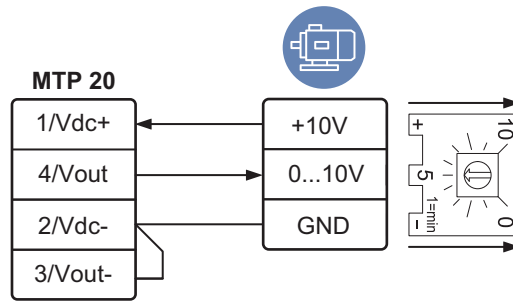 MTP 20
1/Vdc+
4/Vout
2/Vdc-
3/Vout-
+10V
0...10V
GND
+
5
-
1=min
10
0